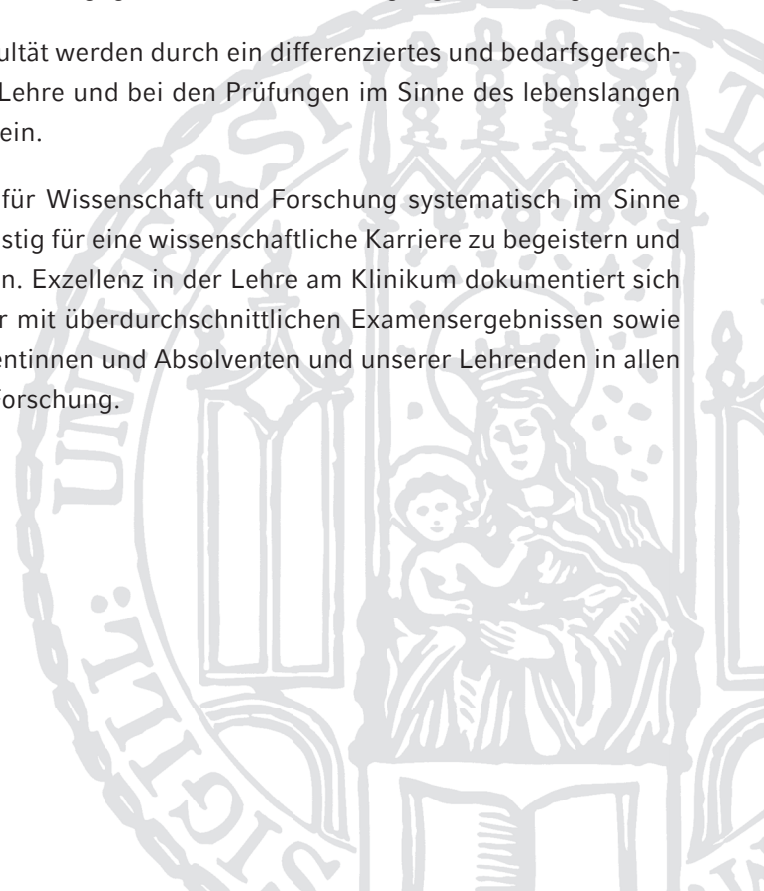 ultät werden durch ein differenziertes und bedarfsgerech-
Lehre und bei den Prüfungen im Sinne des lebenslangen
ein.
für Wissenschaft und Forschung systematisch im Sinne
stig für eine wissenschaftliche Karriere zu begeistern und
n. Exzellenz in der Lehre am Klinikum dokumentiert sich
r mit überdurchschnittlichen Examensergebnissen sowie
entinnen und Absolventen und unserer Lehrenden in allen
Forschung.
UNIVERSI
SIGILL: